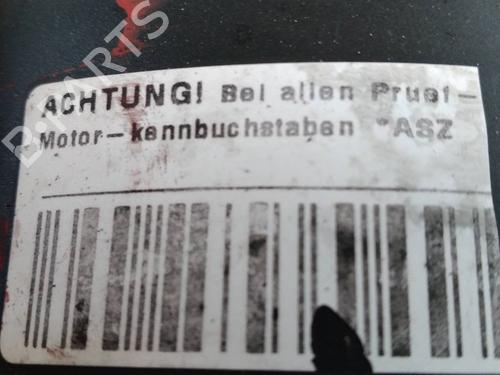 ACHTUNG! Bei allen Pruef-
Motor-kennbuchstaben "ASZ
B-PARTS